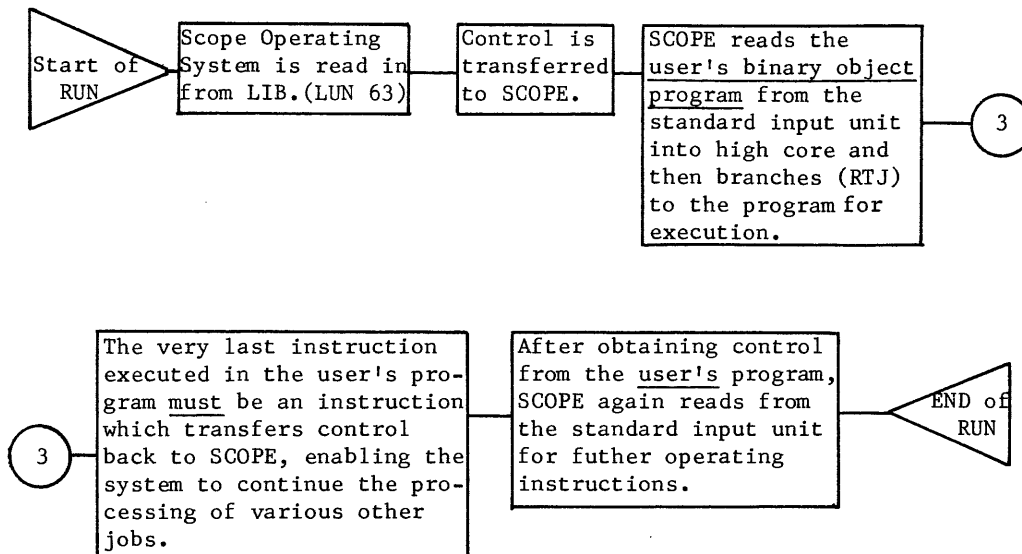 Start of
RUN
Scope Operating
System is read in
from LIB.(LUN 63)
Control is
transferred
to SCOPE.
SCOPE reads the
user's binary object
program from the
standard input unit
into high core and
then branches (RTJ)
to the program for
execution.
3
3
The very last instruction
executed in the user's pro-
gram must be an instruction
which transfers control
back to SCOPE, enabling the
system to continue the pro-
cessing of various other
jobs.
After obtaining control
from the user's program,
SCOPE again reads from
the standard input unit
for futher operating
instructions.
END of
RUN